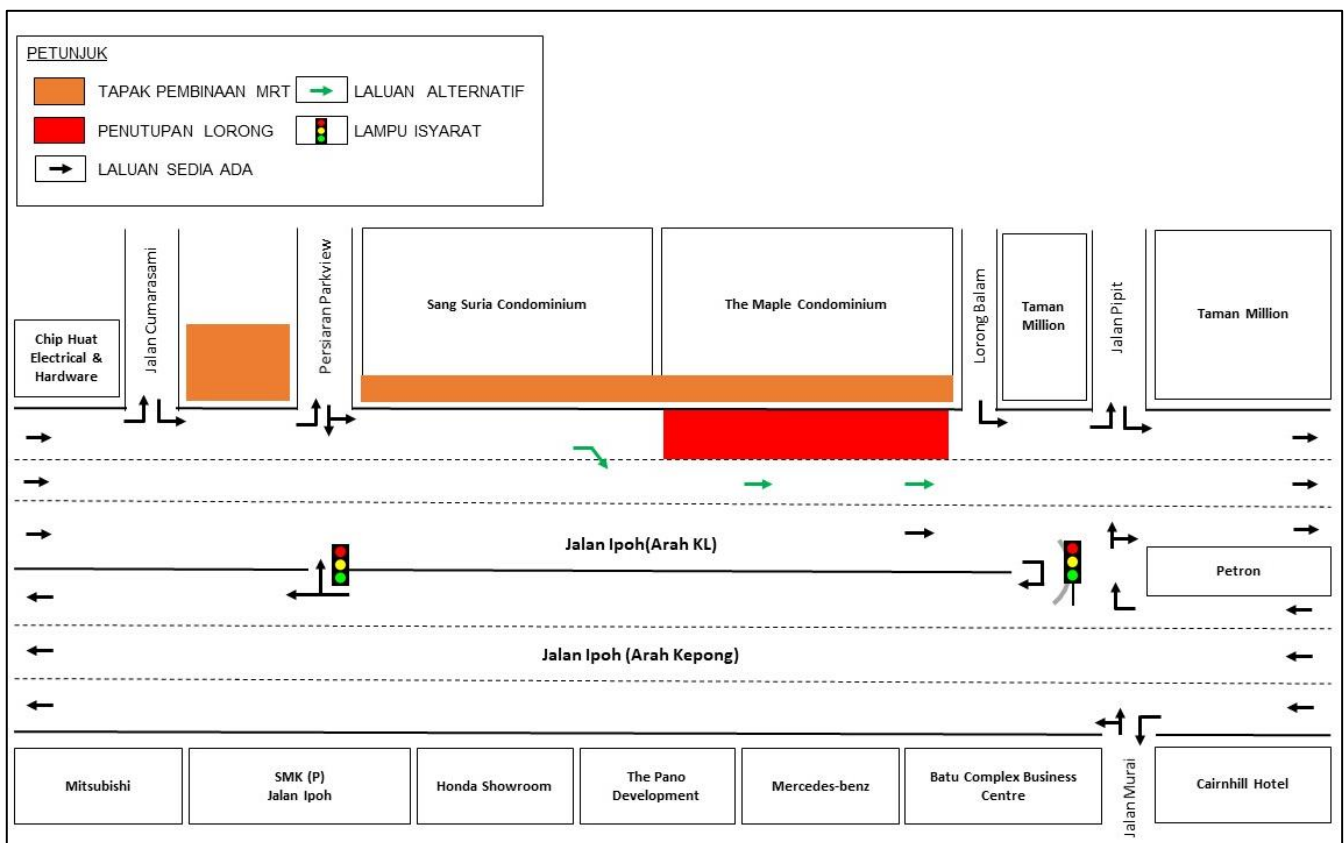 PETUNJUK
TAPAK PEMBINAAN MRT
LALUAN ALTERNATIF
PENUTUPAN LORONG
LAMPU ISYARAT
LALUAN SEDIA ADA
Chip Huat
Electrical &
Hardware
Jalan Cumarasami
Persiaran Parkview
Sang Suria Condominium
The Maple Condominium
Lorong Balam
Taman
Million
Jalan Pipit
Taman Million
Jalan Ipoh(Arah KL)
Petron
Jalan Ipoh (Arah Kepong)
Mitsubishi
SMK (P)
Jalan Ipoh
Honda Showroom
The Pano
Development
Mercedes-benz
Batu Complex Business
Centre
Jalan Murai
Cairnhill Hotel